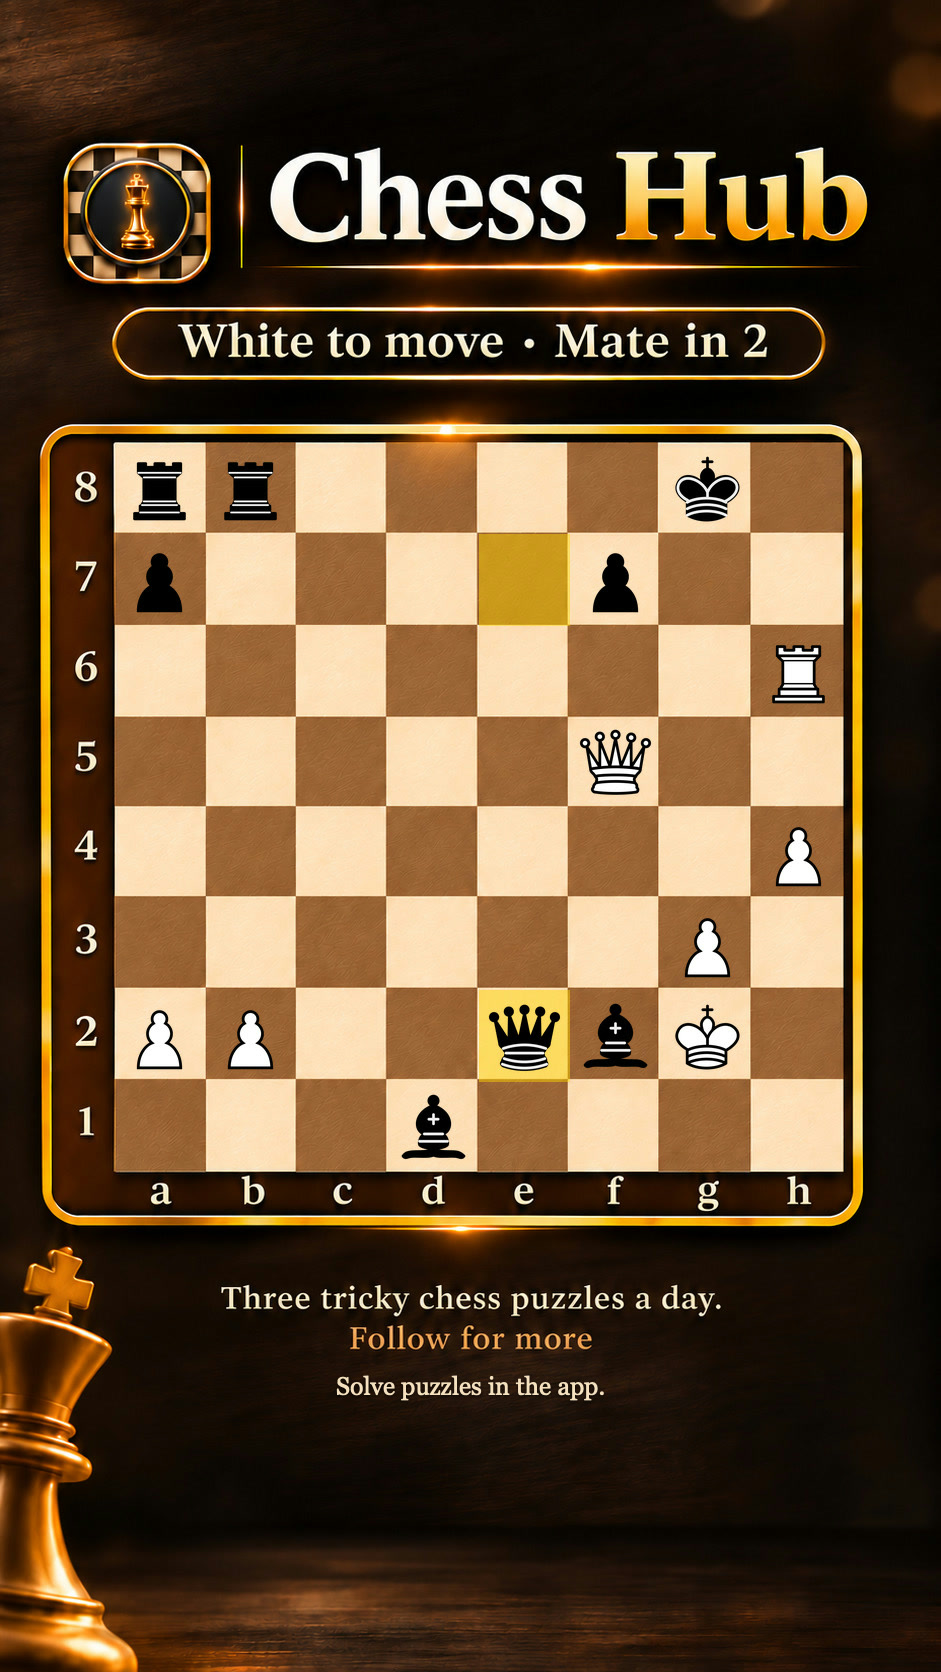 Chess Hub
White to move • Mate in 2
8
7
6
5
4
3
2
1
a b c d e f g h
Three tricky chess puzzles a day.
Follow for more
Solve puzzles in the app.